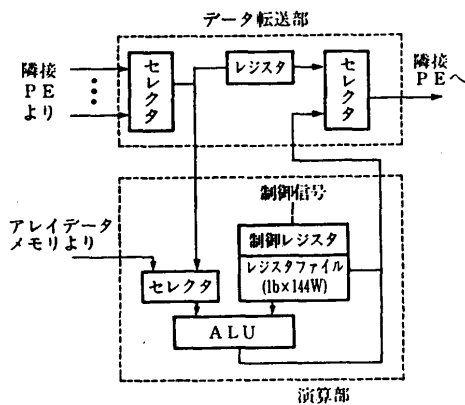 データ転送部
隣接
PE
より
セレクタ
レジスタ
セレクタ
隣接
PEへ
制御信号
アレイデータ
メモリより
制御レジスタ
レジスタファイル
(1b×144W)
セレクタ
ALU
演算部